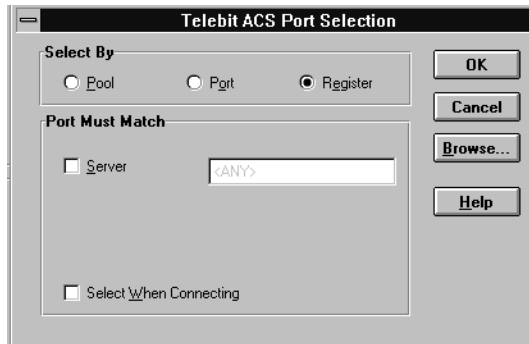 Telebit ACS Port Selection
Select By
Pool Port Register
OK
Cancel
Port Must Match
Browse...
Server <ANY>
Help
Select When Connecting